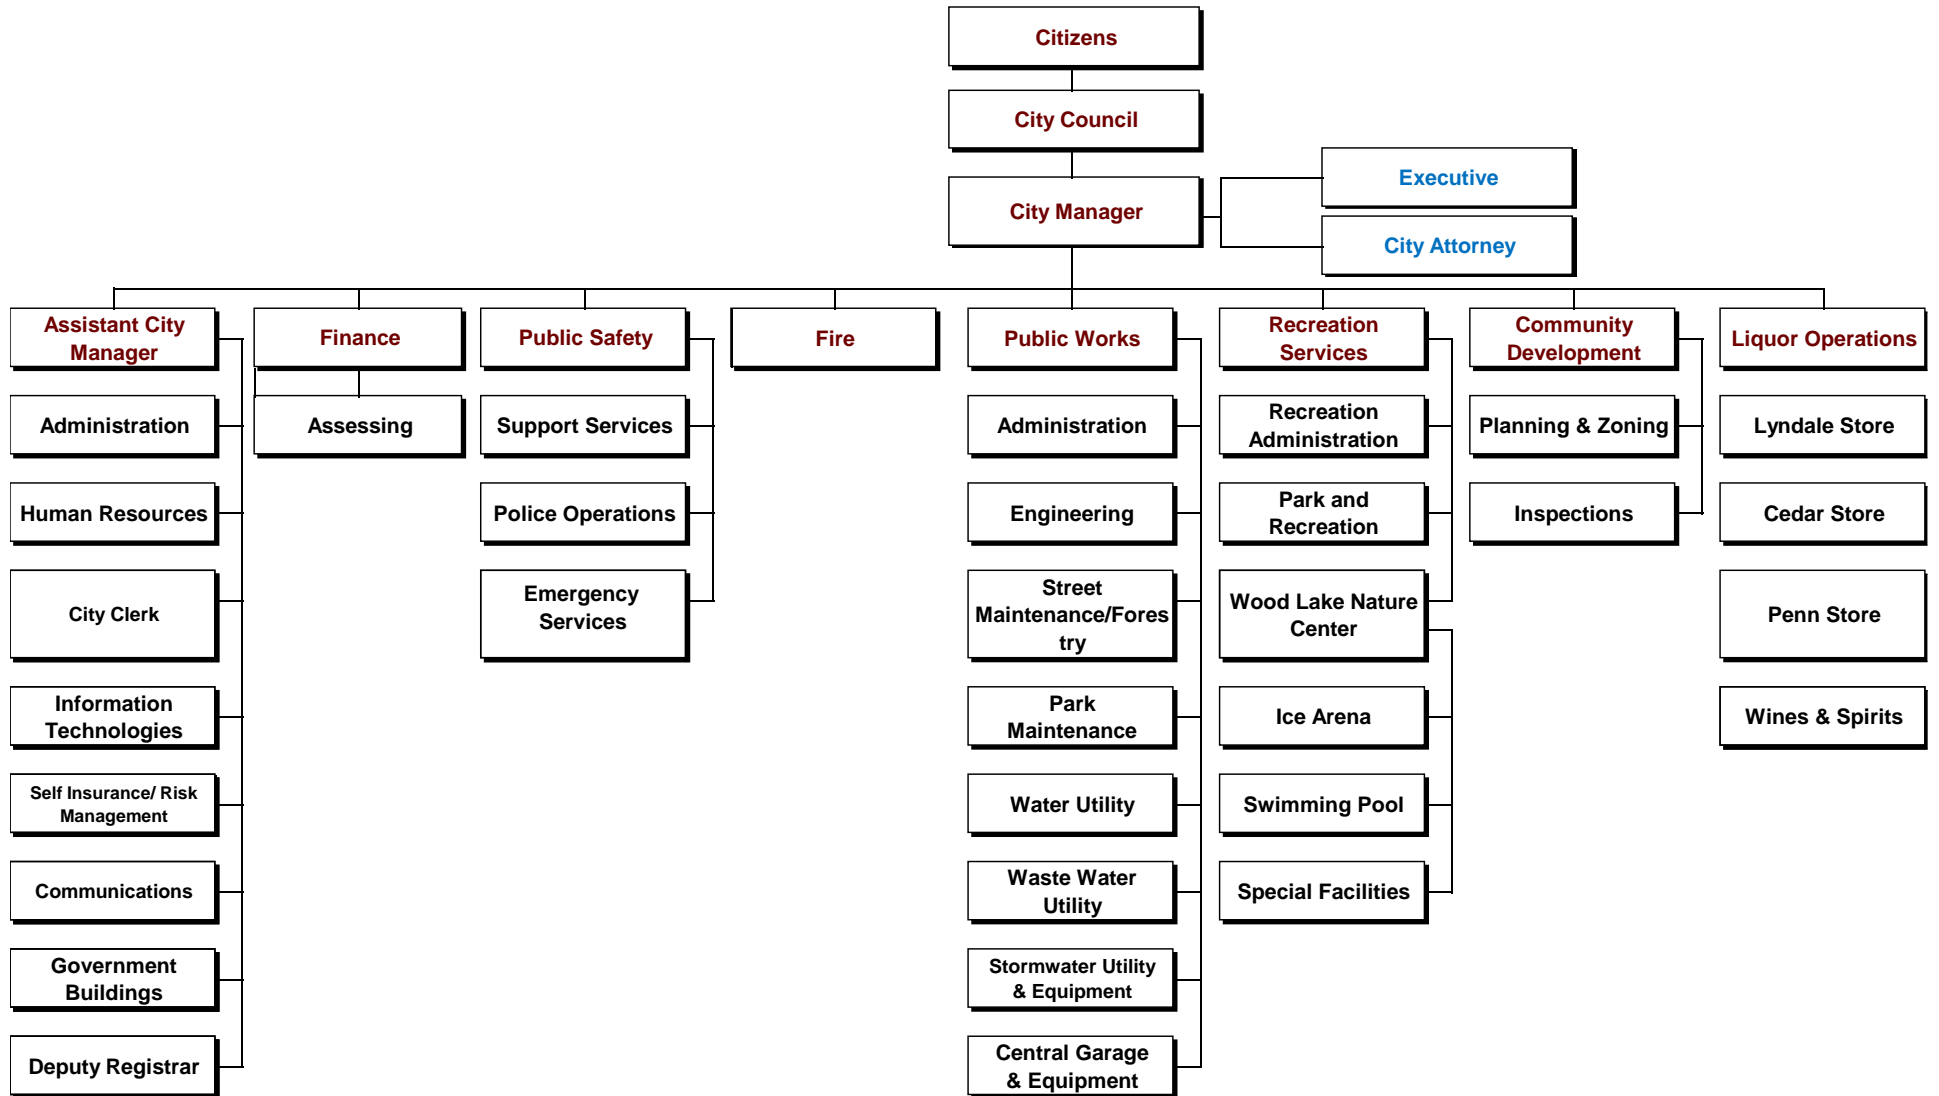 Citizens
City Council
City Manager
Executive
City Attorney
Assistant City
Manager
Finance
Public Safety
Fire
Public Works
Recreation
Services
Community
Development
Liquor Operations
Administration
Assessing
Support Services
Administration
Recreation
Administration
Planning & Zoning
Lyndale Store
Human Resources
Police Operations
Engineering
Park and
Recreation
Inspections
Cedar Store
City Clerk
Emergency
Services
Street
Maintenance/Fores
try
Wood Lake Nature
Center
Penn Store
Information
Technologies
Park
Maintenance
Ice Arena
Wines & Spirits
Self Insurance/ Risk
Management
Water Utility
Swimming Pool
Communications
Waste Water
Utility
Special Facilities
Government
Buildings
Stormwater Utility
& Equipment
Deputy Registrar
Central Garage
& Equipment